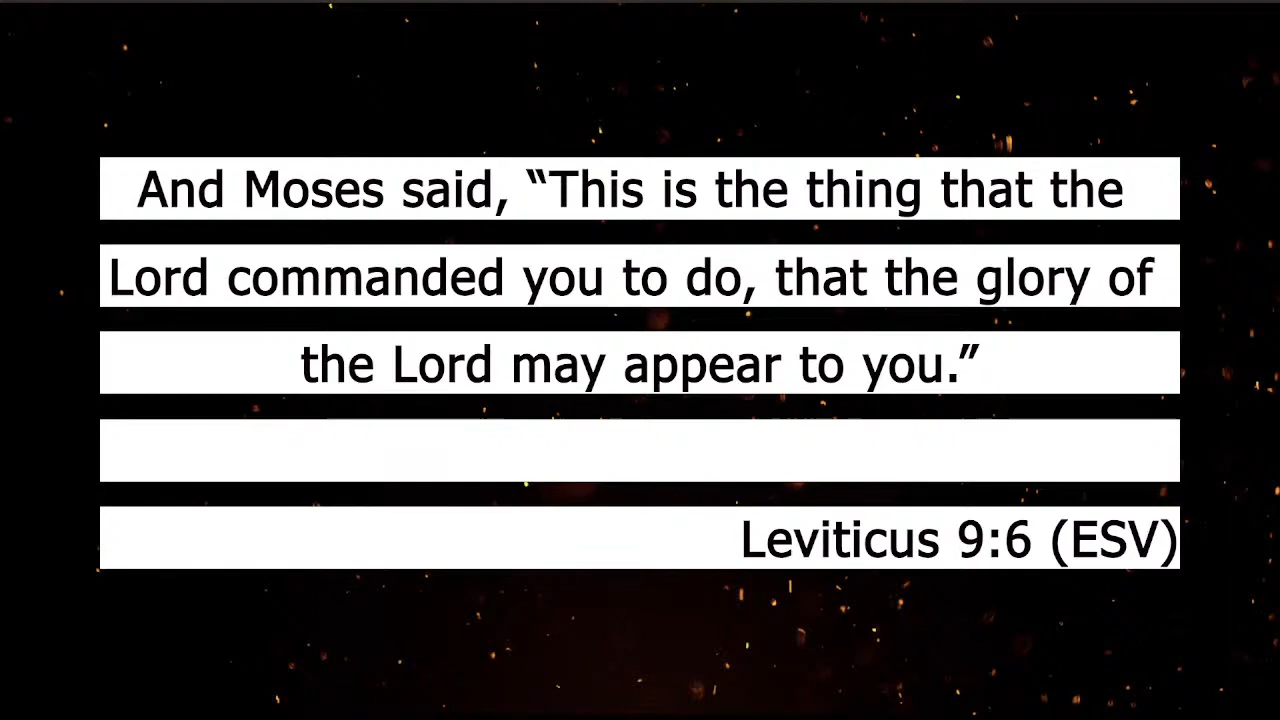 And Moses said, “This is the thing that the
Lord commanded you to do, that the glory of
the Lord may appear to you.”
Leviticus 9:6 (ESV)